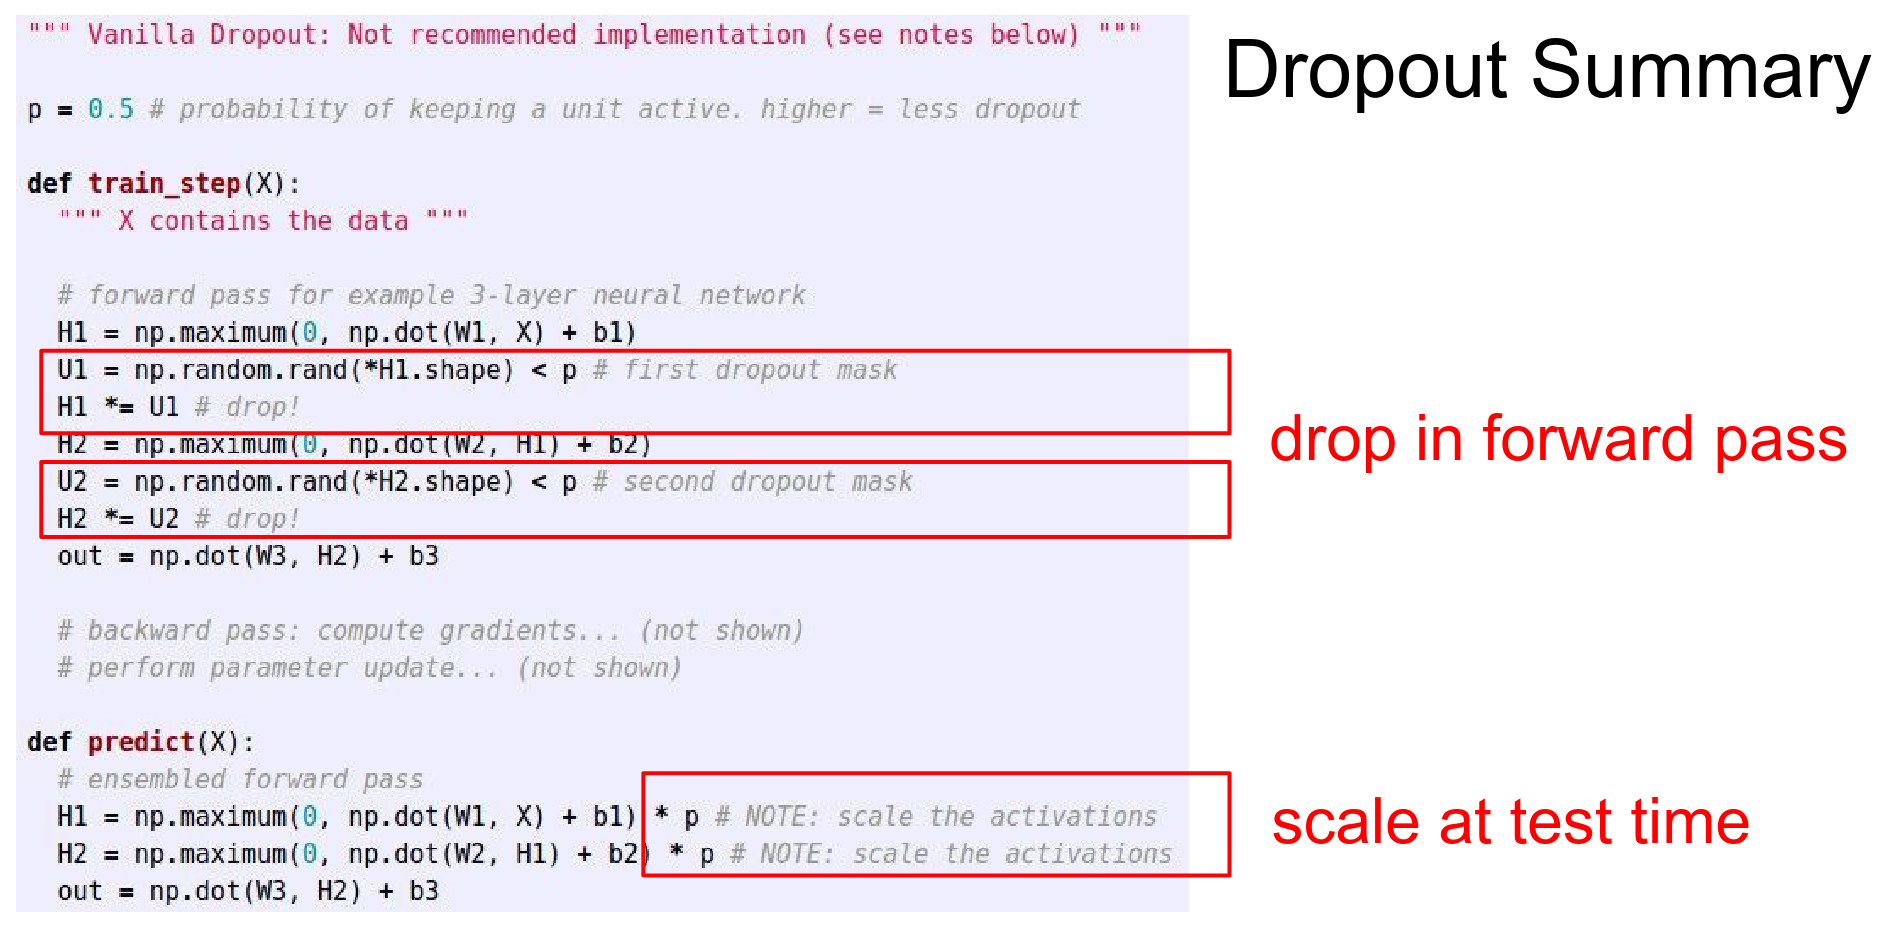 """ Vanilla Dropout: Not recommended implementation (see notes below) """
Dropout Summary
p = 0.5 # probability of keeping a unit active. higher = less dropout
def train_step(X):
""" X contains the data """
# forward pass for example 3-layer neural network
H1 = np.maximum(0, np.dot(W1, X) + b1)
U1 = np.random.rand(*H1.shape) < p # first dropout mask
H1 *= U1 # drop!
H2 = np.maximum(0, np.dot(W2, H1) + b2)
U2 = np.random.rand(*H2.shape) < p # second dropout mask
H2 *= U2 # drop!
out = np.dot(W3, H2) + b3
drop in forward pass
# backward pass: compute gradients... (not shown)
# perform parameter update... (not shown)
def predict(X):
# ensembled forward pass
H1 = np.maximum(0, np.dot(W1, X) + b1) * p # NOTE: scale the activations
H2 = np.maximum(0, np.dot(W2, H1) + b2) * p # NOTE: scale the activations
out = np.dot(W3, H2) + b3
scale at test time